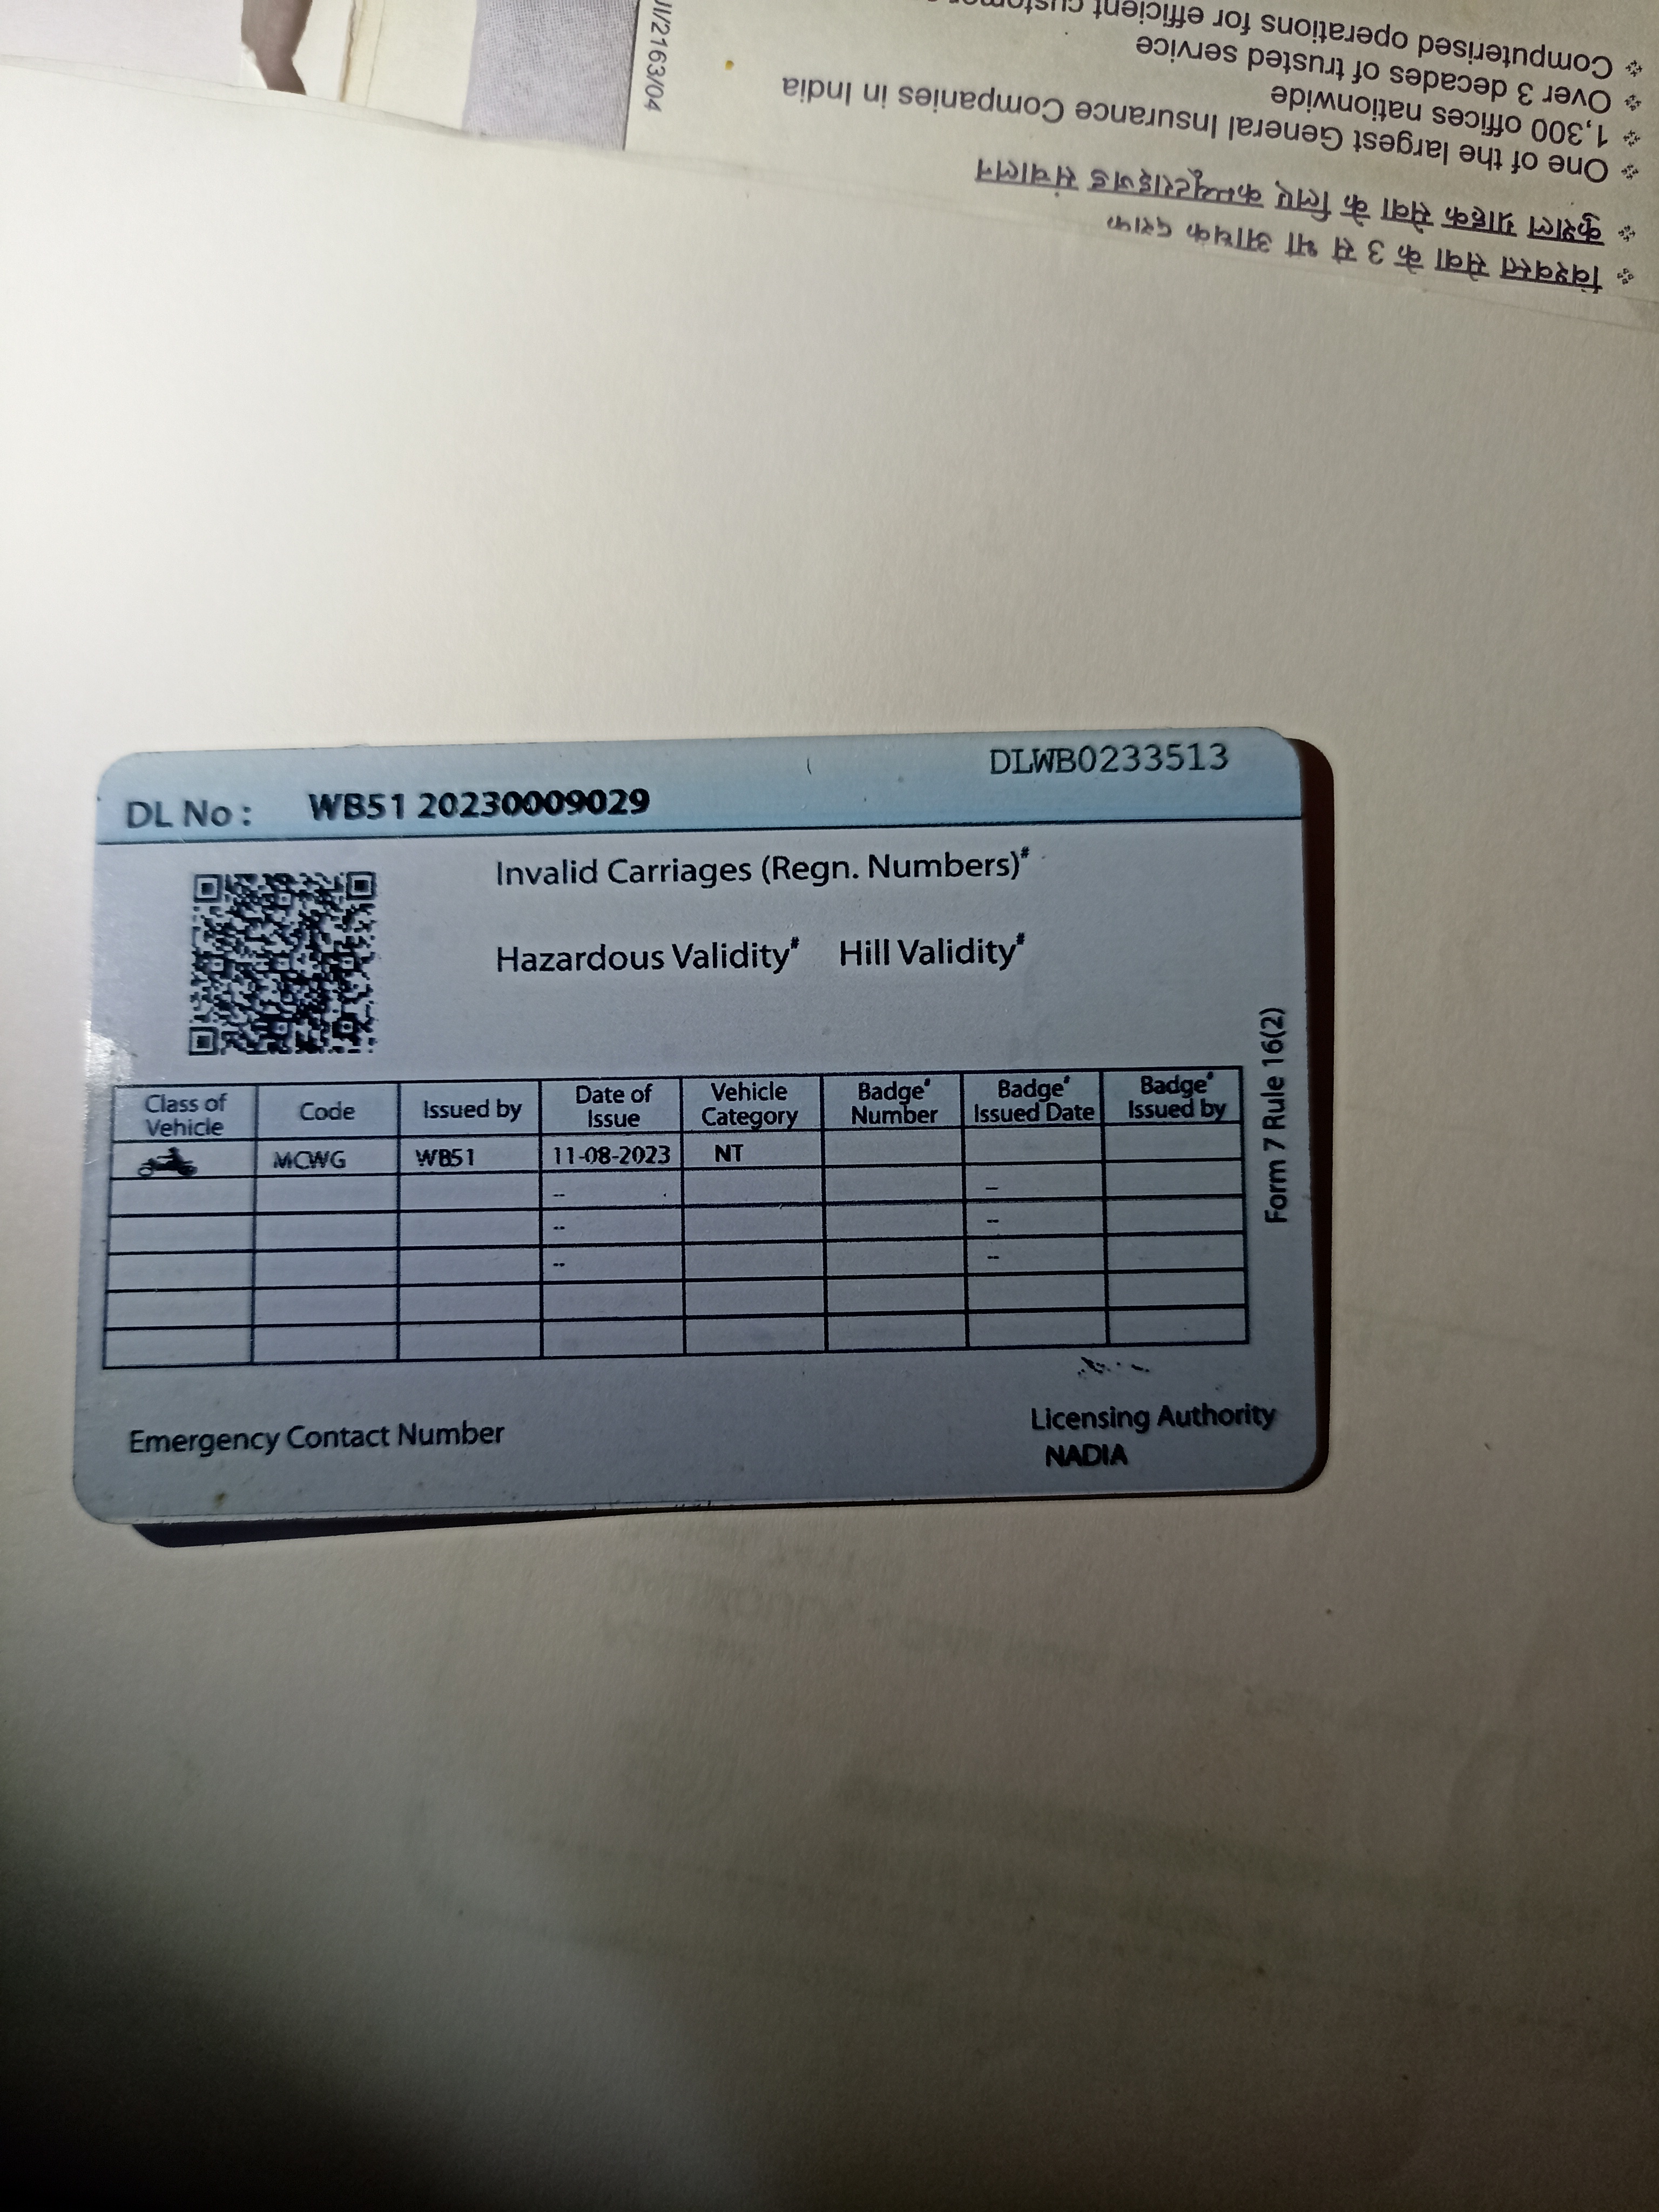 DLWB0233513
DL No : WB51 20230009029
Invalid Carriages (Regn. Numbers)#
Hazardous Validity# Hill Validity#
Class of Vehicle Code Issued by Date of Issue Vehicle Category Badge# Number Badge# Issued Date Badge# Issued by
MCWG WB51 11-08-2023 NT
-- --
-- --
-- --
Form 7 Rule 16(2)
Emergency Contact Number
Licensing Authority
NADIA
विश्वस्त सेवा के 3 से भी अधिक दशक
कुशल ग्राहक सेवा के लिए कम्प्यूटराइजड संचालन
One of the largest General Insurance Companies in India
1,300 offices nationwide
Over 3 decades of trusted service
Computerised operations for efficient
/2163/04